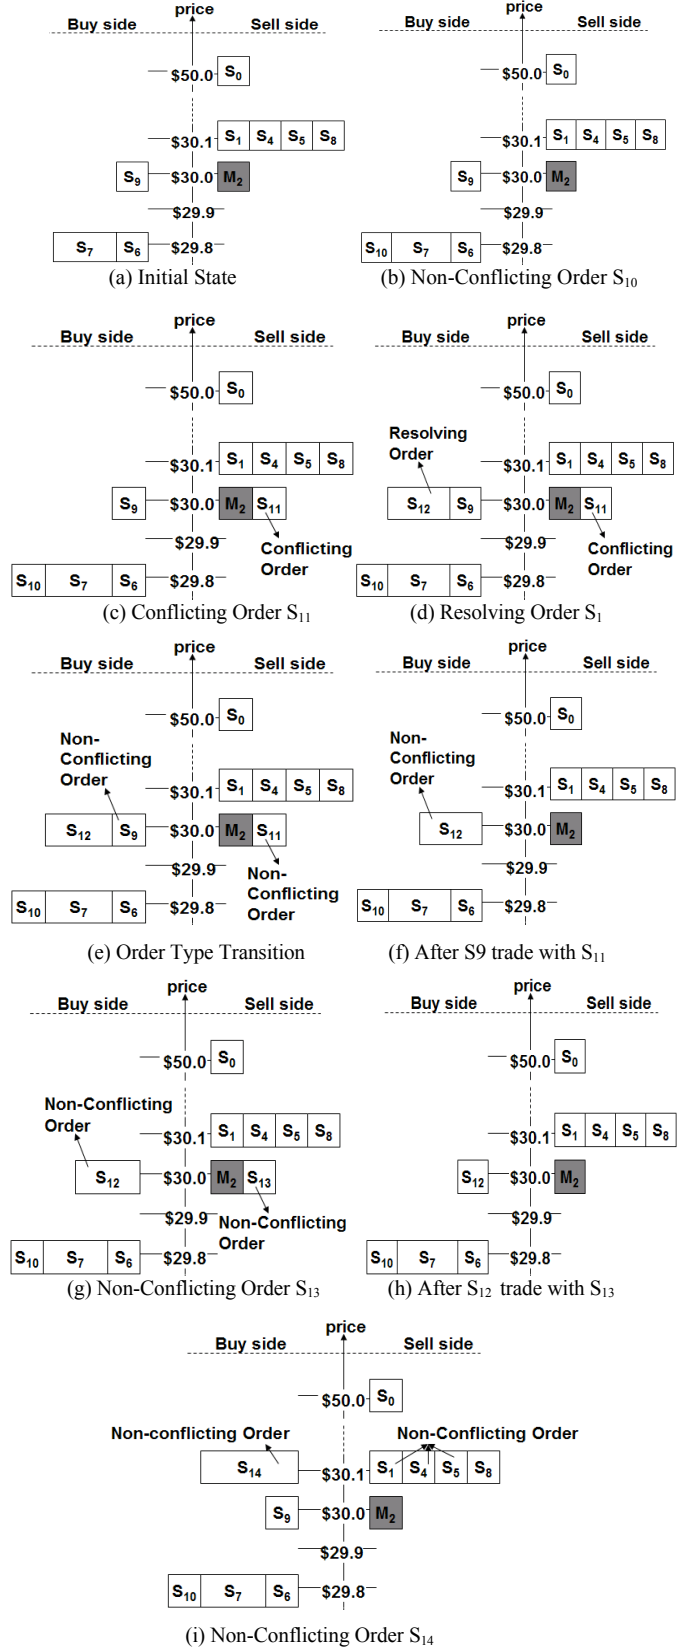 price price
Buy side Sell side Buy side Sell side
$50.0 S0 $50.0 S0
$30.1 S1 S4 S5 S8 $30.1 S1 S4 S5 S8
S9 $30.0 M2 S9 $30.0 M2
$29.9 $29.9
S7 S6 $29.8 S10 S7 S6 $29.8
(a) Initial State (b) Non-Conflicting Order S10
price price
Buy side Sell side Buy side Sell side
$50.0 S0 $50.0 S0
Resolving
Order
$30.1 S1 S4 S5 S8 $30.1 S1 S4 S5 S8
S9 $30.0 M2 S11 S12 S9 $30.0 M2 S11
$29.9 Conflicting Order $29.9 Conflicting Order
S10 S7 S6 $29.8 S10 S7 S6 $29.8
(c) Conflicting Order S11 (d) Resolving Order S1
price price
Buy side Sell side Buy side Sell side
$50.0 S0 $50.0 S0
Non- Non-
Conflicting Conflicting
Order Order
$30.1 S1 S4 S5 S8 $30.1 S1 S4 S5 S8
S12 S9 $30.0 M2 S11 S12 $30.0 M2
$29.9 Non- $29.9
Conflicting
Order
S10 S7 S6 $29.8 S10 S7 S6 $29.8
(e) Order Type Transition (f) After S9 trade with S11
price price
Buy side Sell side Buy side Sell side
$50.0 S0 $50.0 S0
Non-Conflicting
Order
$30.1 S1 S4 S5 S8 $30.1 S1 S4 S5 S8
S12 $30.0 M2 S13 S12 $30.0 M2
$29.9 Non-Conflicting $29.9
Order
S10 S7 S6 $29.8 S10 S7 S6 $29.8
(g) Non-Conflicting Order S13 (h) After S12 trade with S13
price
Buy side Sell side
$50.0 S0
Non-conflicting Order Non-Conflicting Order
S14 $30.1 S1 S4 S5 S8
S9 $30.0 M2
$29.9
S10 S7 S6 $29.8
(i) Non-Conflicting Order S14